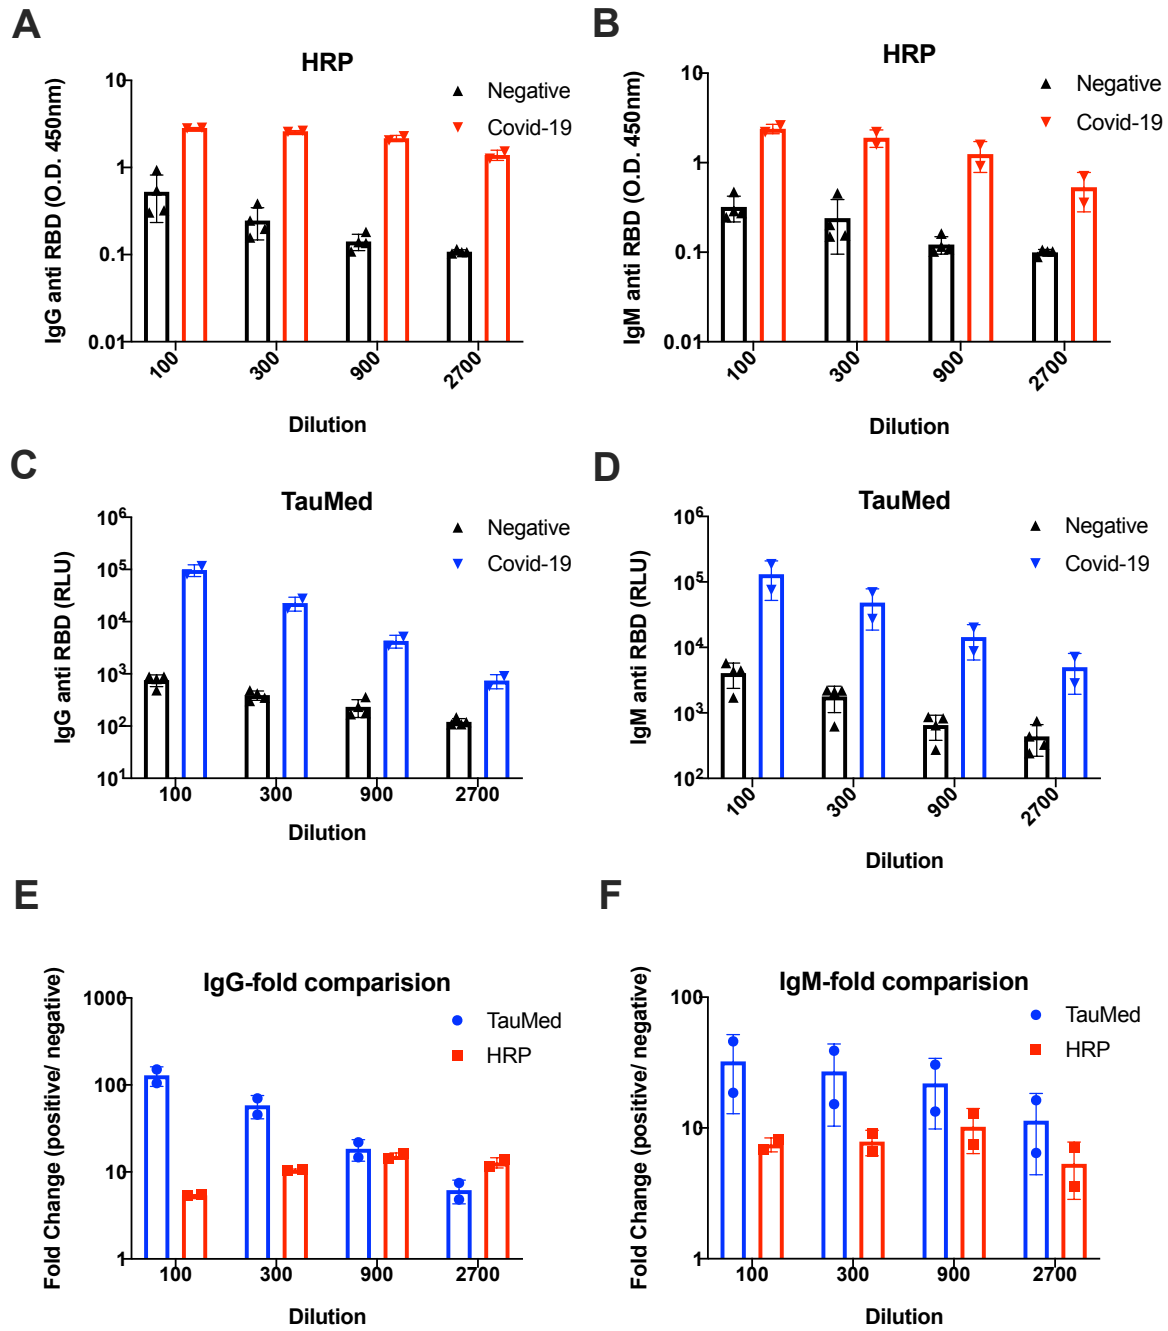 A
HRP
IgG anti RBD (O.D. 450nm)
10
1
0.1
0.01
Negative
Covid-19
100
300
900
2700
Dilution
B
HRP
IgM anti RBD (O.D. 450nm)
10
1
0.1
0.01
Negative
Covid-19
100
300
900
2700
Dilution
C
TauMed
IgG anti RBD (RLU)
10⁶
10⁵
10⁴
10³
10²
10¹
Negative
Covid-19
100
300
900
2700
Dilution
D
TauMed
IgM anti RBD (RLU)
10⁶
10⁵
10⁴
10³
10²
Negative
Covid-19
100
300
900
2700
Dilution
E
IgG-fold comparision
Fold Change (positive/ negative)
1000
100
10
1
TauMed
HRP
100
300
900
2700
Dilution
F
IgM-fold comparision
Fold Change (positive/ negative)
100
10
1
TauMed
HRP
100
300
900
2700
Dilution